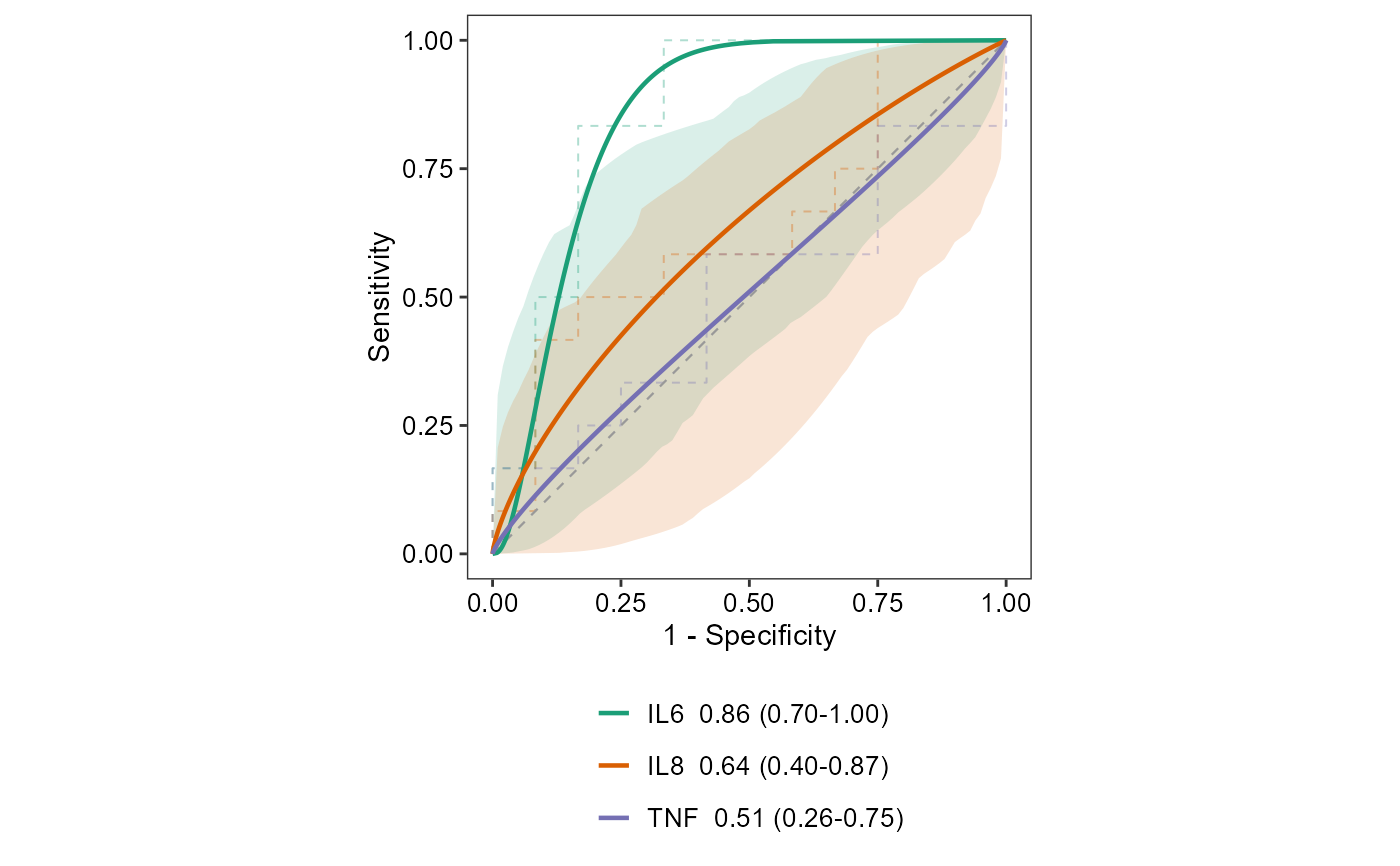 1.00
0.75
0.50
0.25
0.00
Sensitivity
0.00 0.25 0.50 0.75 1.00
1 - Specificity
IL6 0.86 (0.70-1.00)
IL8 0.64 (0.40-0.87)
TNF 0.51 (0.26-0.75)